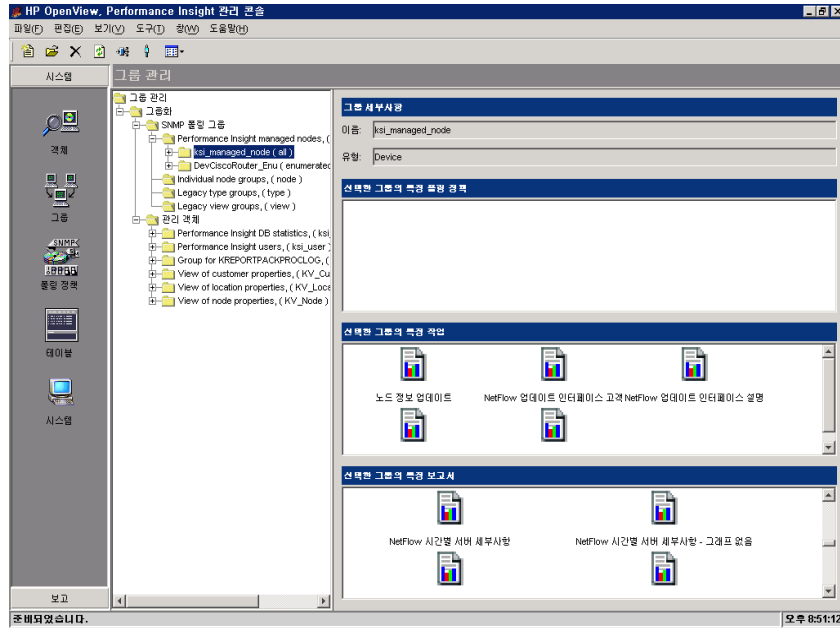 HP OpenView, Performance Insight 관리 콘솔
파일(F) 편집(E) 보기(V) 도구(T) 창(W) 도움말(H)
시스템
객체
그룹
SNMP
폴링 정책
테이블
시스템
보고
그룹 관리
그룹 관리
그룹화
SNMP 폴링 그룹
Performance Insight managed nodes, (
ksi_managed_node ( all )
DevCiscoRouter_Enu ( enumerated
Individual node groups, ( node )
Legacy type groups, ( type )
Legacy view groups, ( view )
관리 객체
Performance Insight DB statistics, ( ksi_
Performance Insight users, ( ksi_user )
Group for KREPORTPACKPROCLOG, (
View of customer properties, ( KV_Cu
View of location properties, ( KV_Loca
View of node properties, ( KV_Node )
그룹 세부사항
이름: ksi_managed_node
유형: Device
선택한 그룹의 특정 폴링 정책
선택한 그룹의 특정 작업
노드 정보 업데이트
NetFlow 업데이트 인터페이스 고객
NetFlow 업데이트 인터페이스 설명
선택한 그룹의 특정 보고서
NetFlow 시간별 서버 세부사항
NetFlow 시간별 서버 세부사항 - 그래프 없음
준비되었습니다.
오후 8:51:12